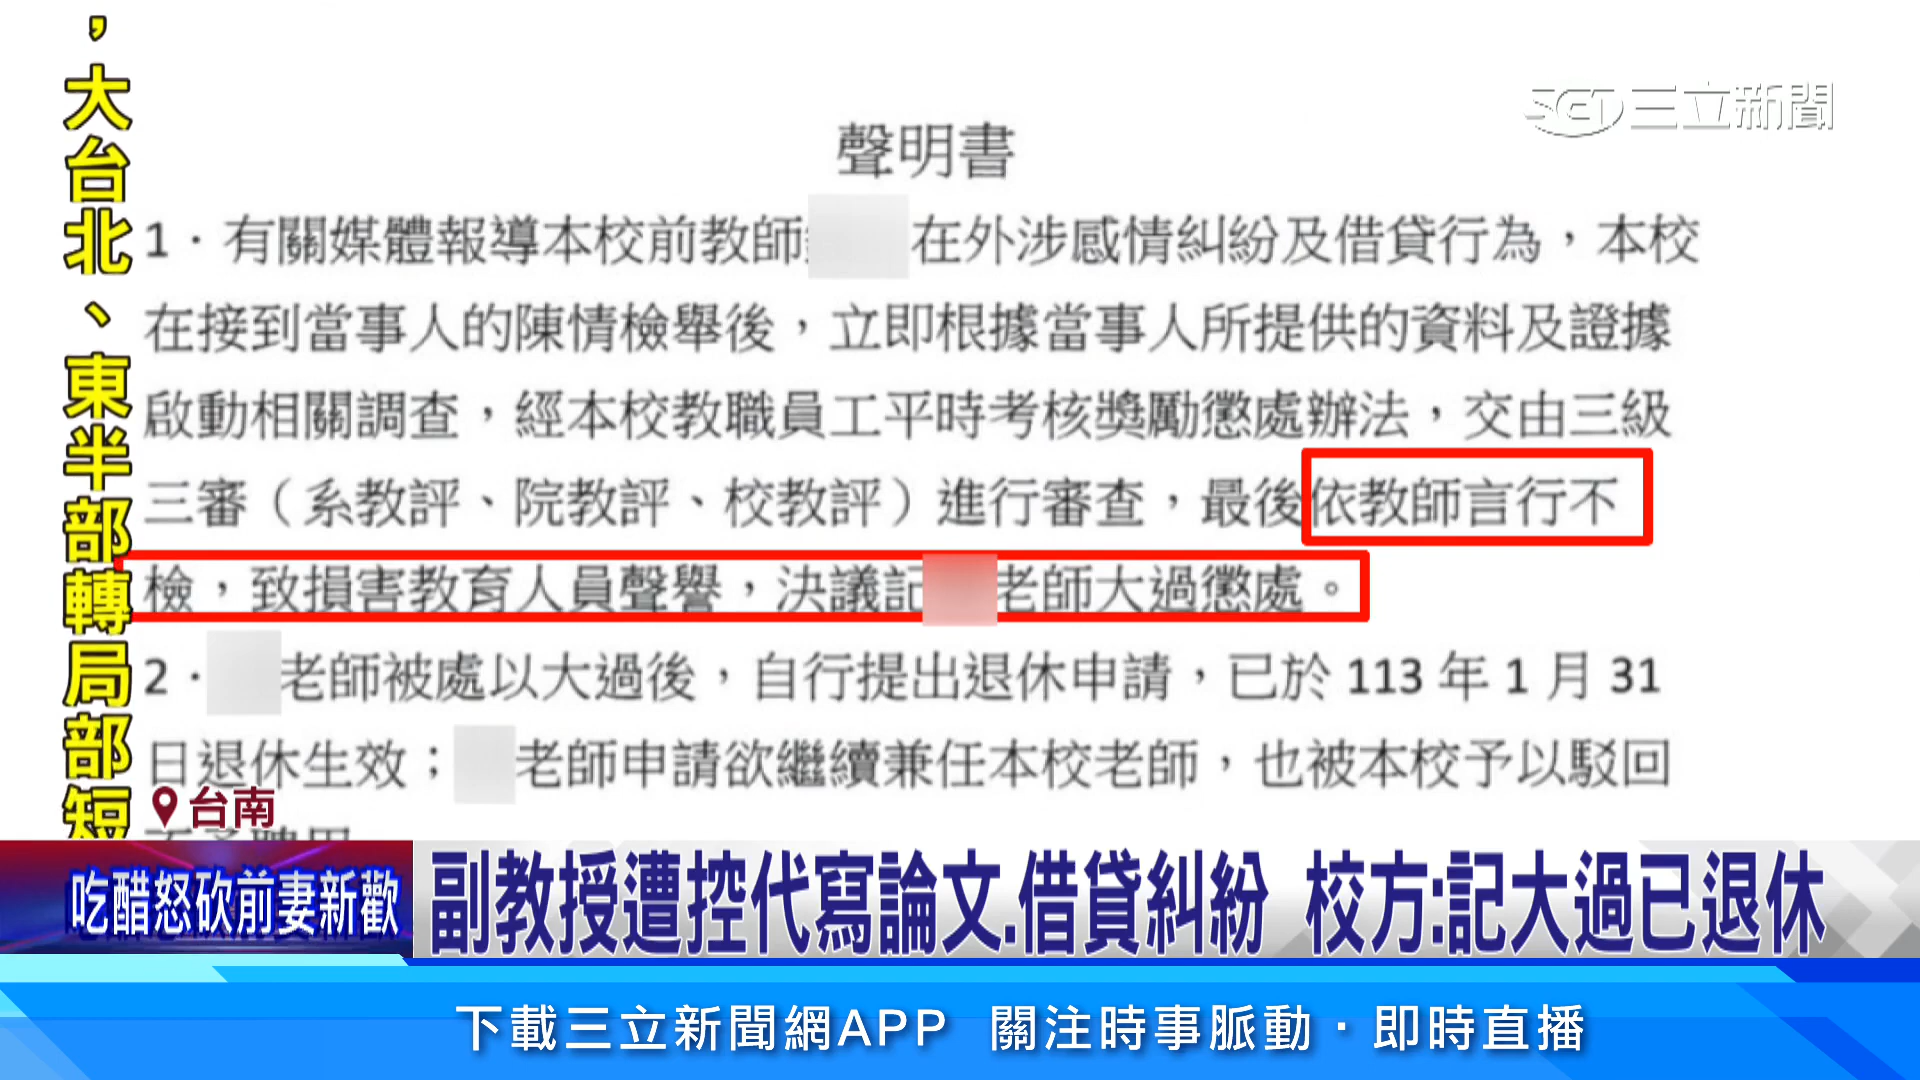 ，大台北、東半部轉局部短
SET三立新聞
聲明書
1．有關媒體報導本校前教師 在外涉感情糾紛及借貸行為，本校
在接到當事人的陳情檢舉後，立即根據當事人所提供的資料及證據
啟動相關調查，經本校教職員工平時考核獎勵懲處辦法，交由三級
三審（系教評、院教評、校教評）進行審查，最後依教師言行不
檢，致損害教育人員聲譽，決議記 老師大過懲處。
2． 老師被處以大過後，自行提出退休申請，已於 113 年 1 月 31
日退休生效； 老師申請欲繼續兼任本校老師，也被本校予以駁回
台南
吃醋怒砍前妻新歡
副教授遭控代寫論文.借貸糾紛 校方:記大過已退休
下載三立新聞網APP 關注時事脈動．即時直播